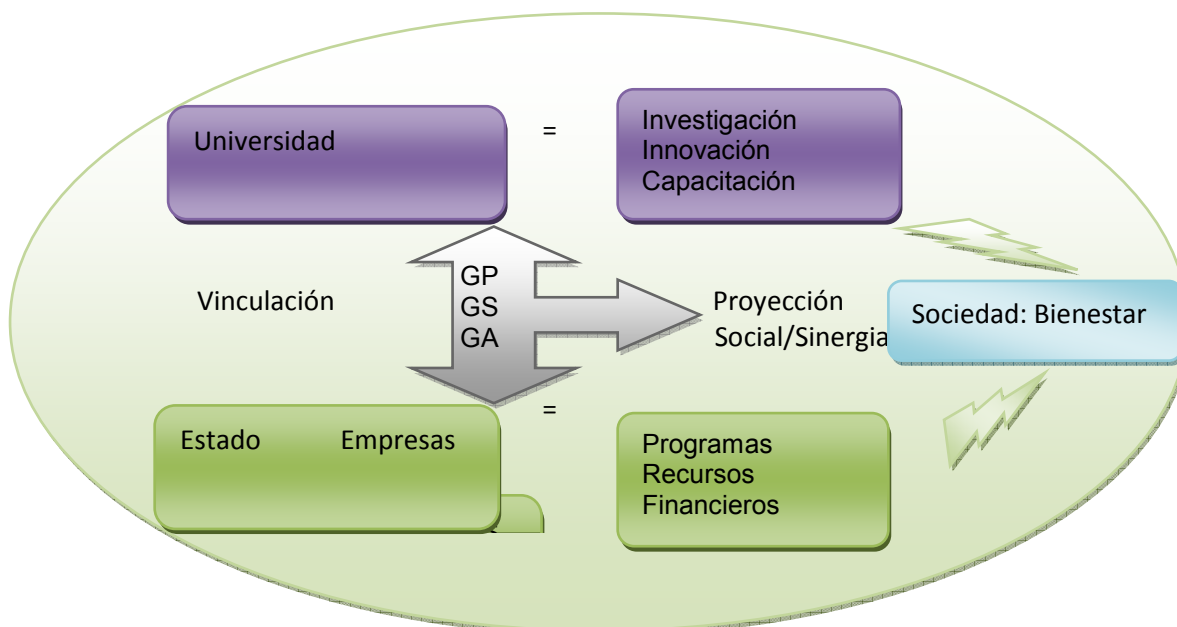 Universidad
=
Investigación
Innovación
Capacitación
Vinculación
GP
GS
GA
Proyección
Social/Sinergia
Sociedad: Bienestar
Estado Empresas
=
Programas
Recursos
Financieros